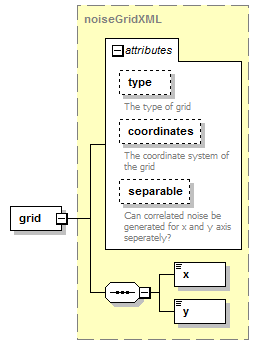 noiseGridXML
attributes
type
The type of grid
coordinates
The coordinate system of
the grid
separable
Can correlated noise be
generated for x and y axis
seperately?
grid
x
y